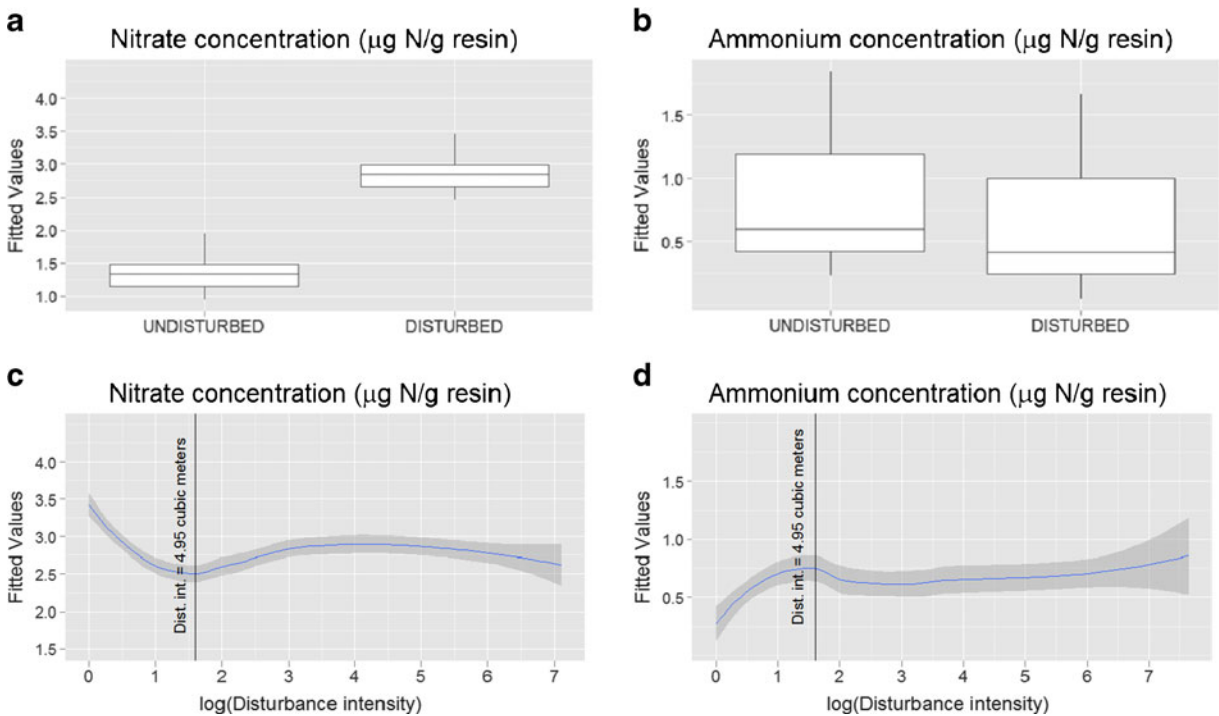 a
Nitrate concentration (µg N/g resin)
Fitted Values
4.0
3.5
3.0
2.5
2.0
1.5
1.0
UNDISTURBED
DISTURBED
b
Ammonium concentration (µg N/g resin)
Fitted Values
1.5
1.0
0.5
UNDISTURBED
DISTURBED
c
Nitrate concentration (µg N/g resin)
Fitted Values
4.0
3.5
3.0
2.5
2.0
1.5
Dist. int. = 4.95 cubic meters
0 1 2 3 4 5 6 7
log(Disturbance intensity)
d
Ammonium concentration (µg N/g resin)
Fitted Values
1.5
1.0
0.5
Dist. int. = 4.95 cubic meters
0 1 2 3 4 5 6 7
log(Disturbance intensity)